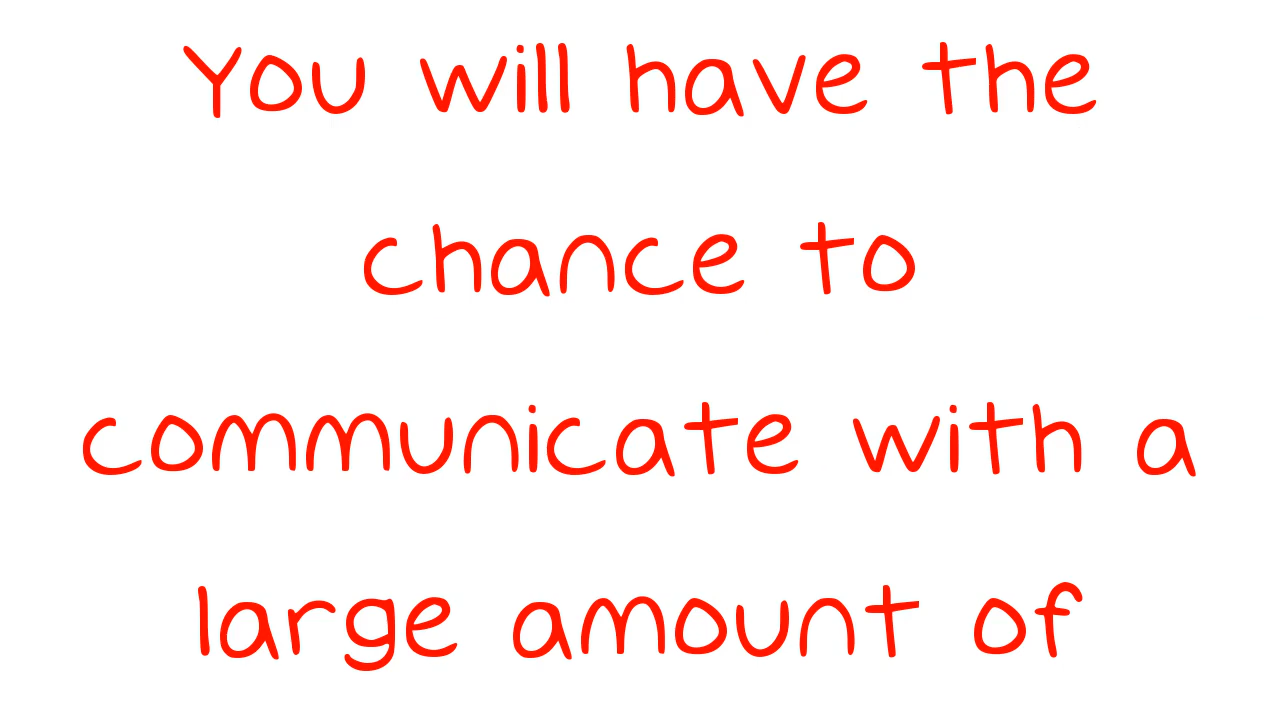 You will have the
chance to
communicate with a
large amount of